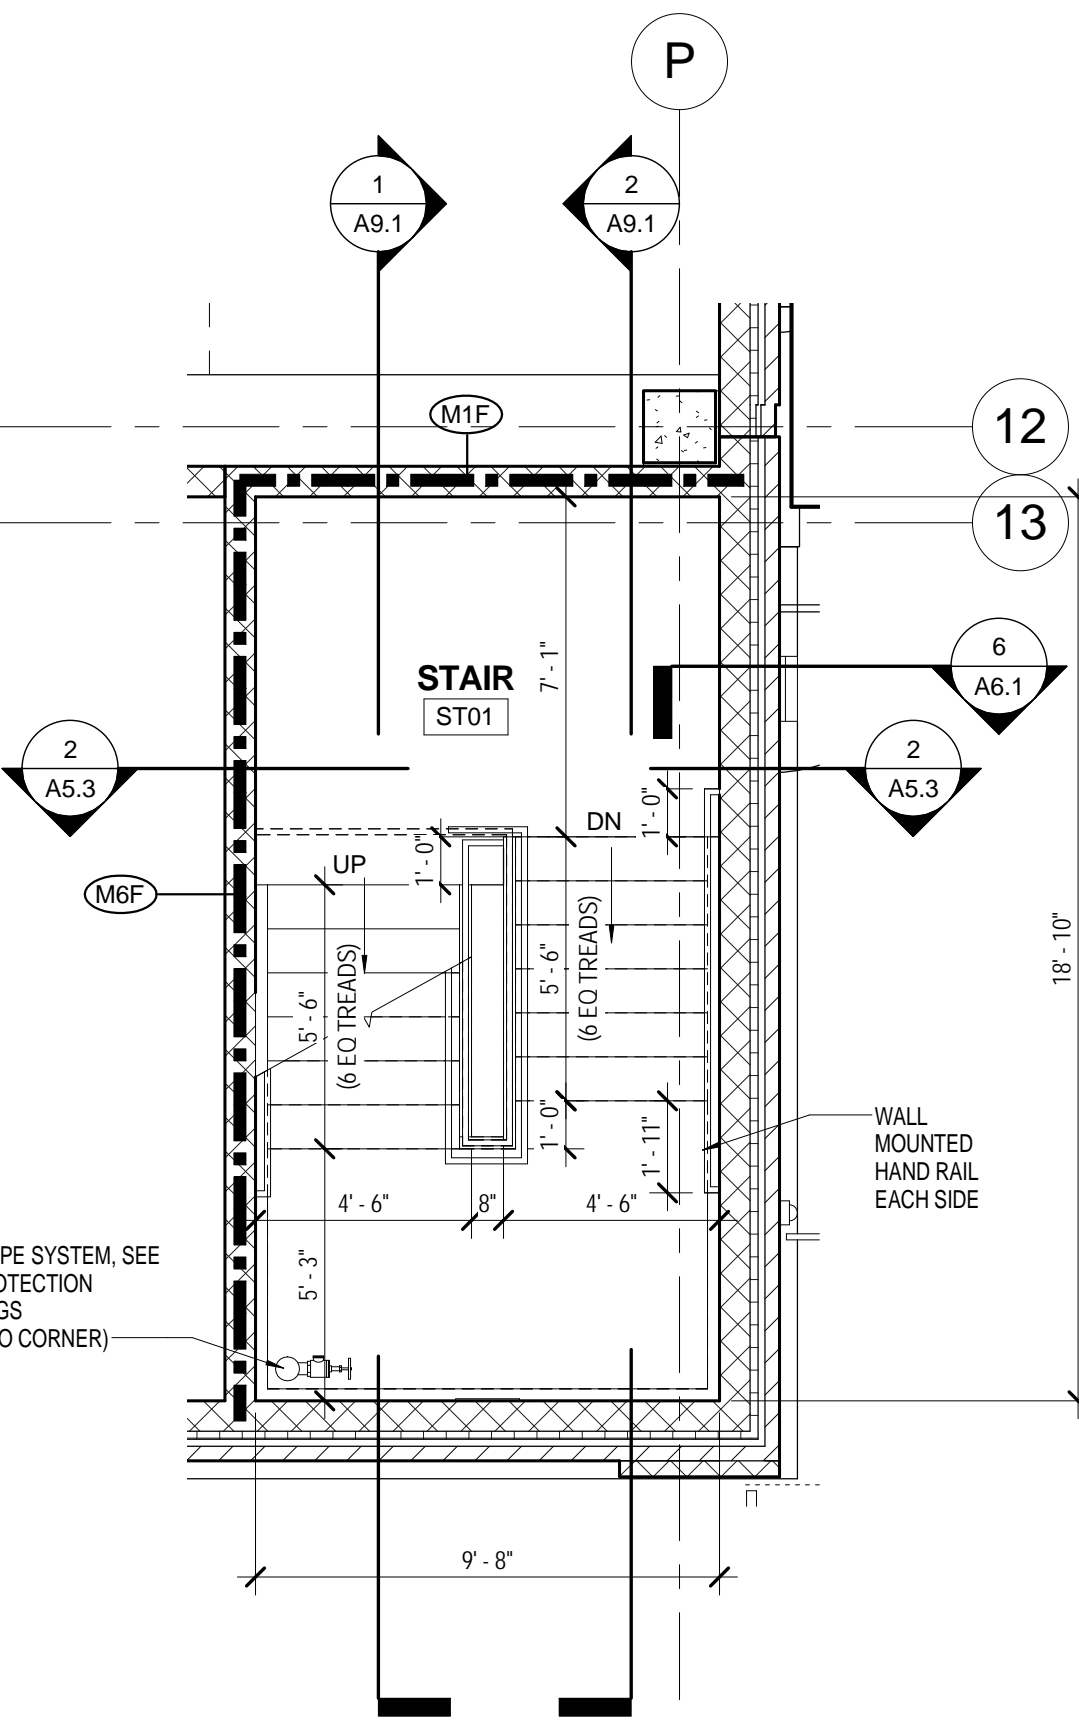 P
1
A9.1
2
A9.1
M1F
12
13
6
A6.1
STAIR
ST01
7' - 1"
2
A5.3
2
A5.3
1' - 0"
DN
UP
1' - 0"
M6F
5' - 6"
(6 EQ TREADS)
5' - 6"
(6 EQ TREADS)
18' - 10"
1' - 0"
1' - 11"
WALL
MOUNTED
HAND RAIL
EACH SIDE
4' - 6"
8"
4' - 6"
5' - 3"
PE SYSTEM, SEE
OTECTION
GS
O CORNER)
9' - 8"